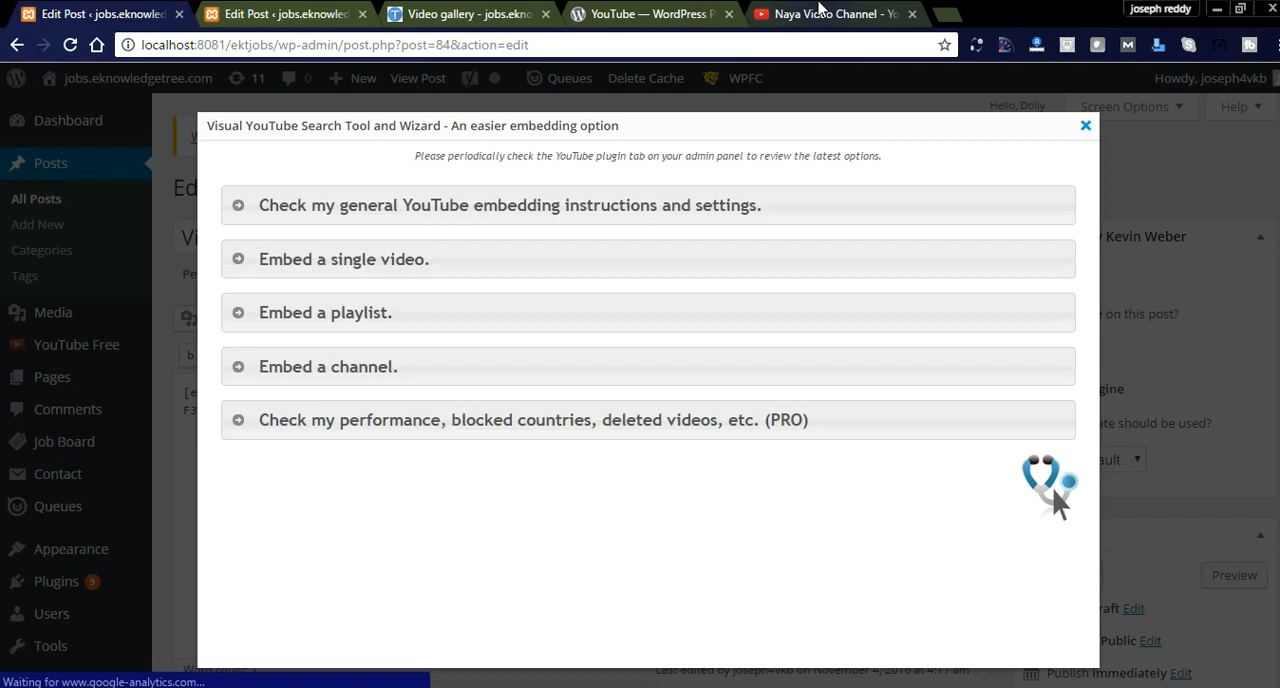 Edit Post ‹ jobs.eknowled
Edit Post ‹ jobs.eknowled
Video gallery - jobs.ekno
YouTube — WordPress P
Naya Video Channel - Yo
joseph reddy
localhost:8081/ektjobs/wp-admin/post.php?post=84&action=edit
jobs.eknowledgetree.com
11
0
New
View Post
Queues
Delete Cache
WPFC
Howdy, joseph4vkb
Hello, Dolly
Screen Options
Help
Dashboard
Posts
All Posts
Add New
Categories
Tags
Media
YouTube Free
Pages
Comments
Job Board
Contact
Queues
Appearance
Plugins 9
Users
Tools
Ed
Vi
Pe
b
[e
F3
Visual YouTube Search Tool and Wizard - An easier embedding option
Please periodically check the YouTube plugin tab on your admin panel to review the latest options.
Check my general YouTube embedding instructions and settings.
Embed a single video.
Embed a playlist.
Embed a channel.
Check my performance, blocked countries, deleted videos, etc. (PRO)
Kevin Weber
e on this post?
gine
ate should be used?
ault
Preview
raft Edit
Public Edit
Publish Immediately Edit
Last edited by joseph4vkb on November 4, 2016 at 4:11 am
Waiting for www.google-analytics.com...